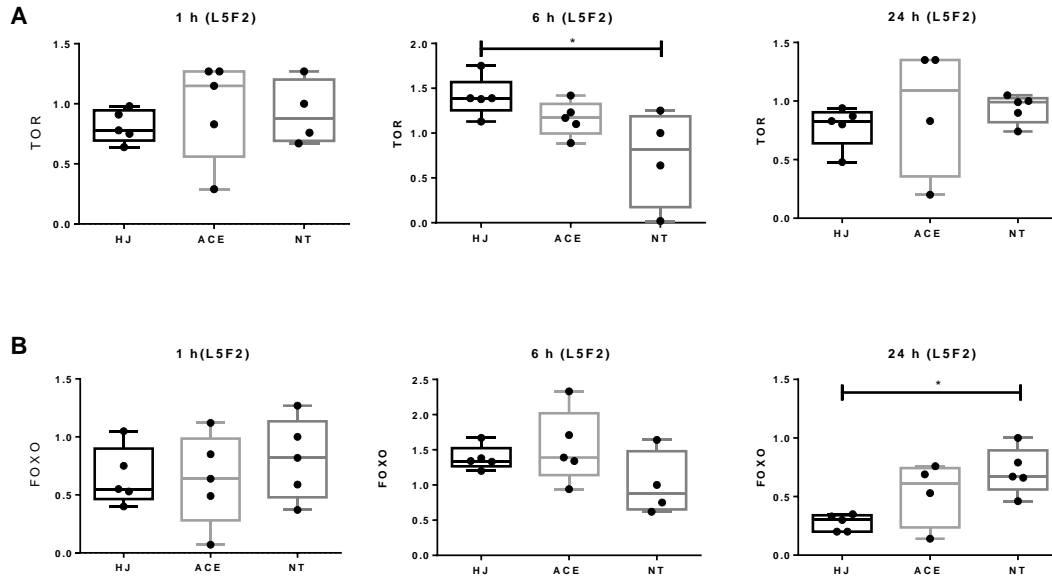 A
1 h (L5F2)
6 h (L5F2)
24 h (L5F2)
TOR
1.5
1.0
0.5
0.0
HJ ACE NT
TOR
2.0
1.5
1.0
0.5
0.0
*
HJ ACE NT
TOR
1.5
1.0
0.5
0.0
HJ ACE NT
B
1 h(L5F2)
6 h (L5F2)
24 h (L5F2)
FOXO
1.5
1.0
0.5
0.0
HJ ACE NT
FOXO
2.5
2.0
1.5
1.0
0.5
0.0
HJ ACE NT
FOXO
1.5
1.0
0.5
0.0
*
HJ ACE NT